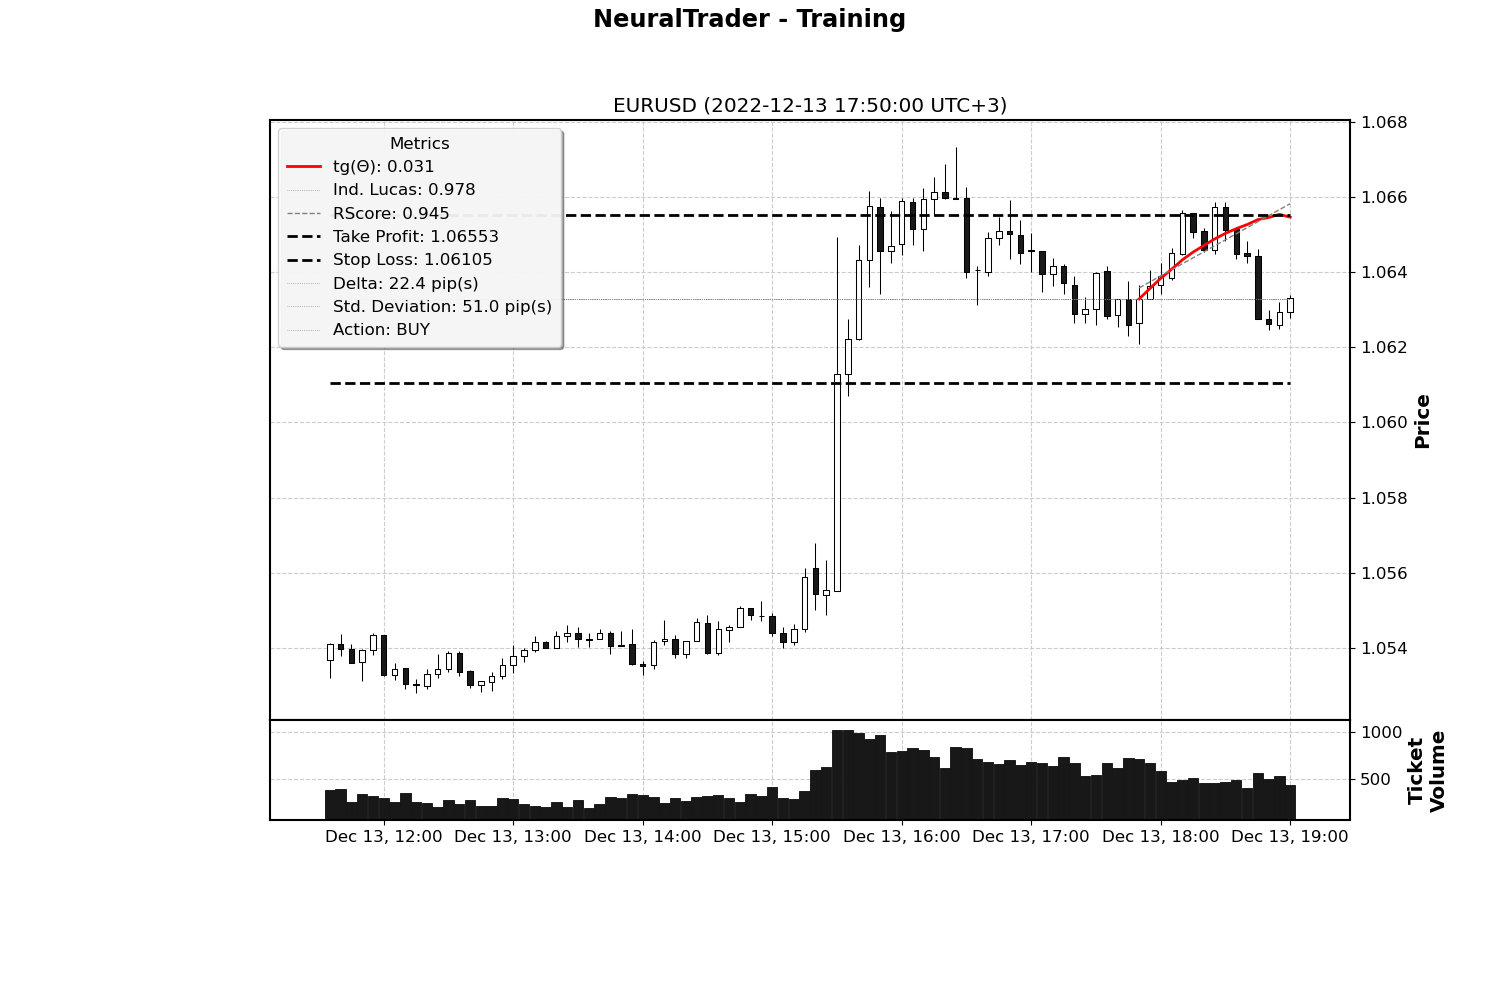 NeuralTrader - Training
EURUSD (2022-12-13 17:50:00 UTC+3)
Metrics
tg(Θ): 0.031
Ind. Lucas: 0.978
RScore: 0.945
Take Profit: 1.06553
Stop Loss: 1.06105
Delta: 22.4 pip(s)
Std. Deviation: 51.0 pip(s)
Action: BUY
1.068
1.066
1.064
1.062
1.060
1.058
1.056
1.054
Price
1000
500
Ticket
Volume
Dec 13, 12:00 Dec 13, 13:00 Dec 13, 14:00 Dec 13, 15:00 Dec 13, 16:00 Dec 13, 17:00 Dec 13, 18:00 Dec 13, 19:00